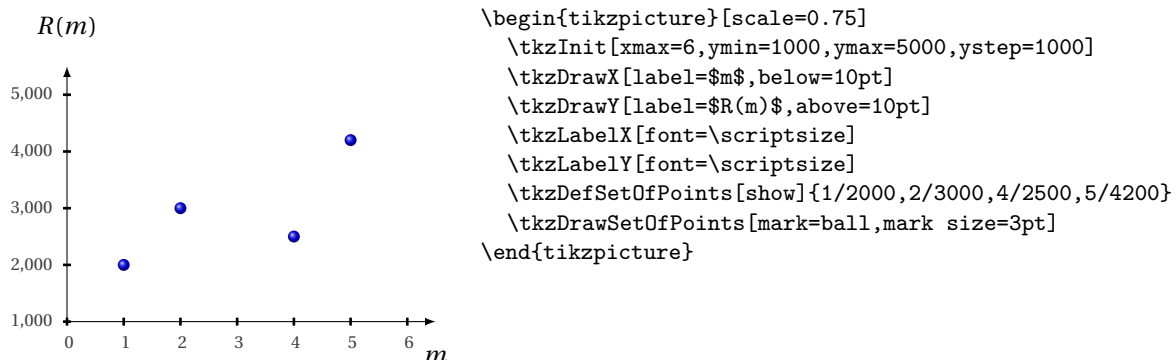 R(m)
5,000
4,000
3,000
2,000
1,000
0 1 2 3 4 5 6
m
\begin{tikzpicture}[scale=0.75]
\tkzInit[xmax=6,ymin=1000,ymax=5000,ystep=1000]
\tkzDrawX[label=$m$,below=10pt]
\tkzDrawY[label=$R(m)$,above=10pt]
\tkzLabelX[font=\scriptsize]
\tkzLabelY[font=\scriptsize]
\tkzDefSetOfPoints[show]{1/2000,2/3000,4/2500,5/4200}
\tkzDrawSetOfPoints[mark=ball,mark size=3pt]
\end{tikzpicture}